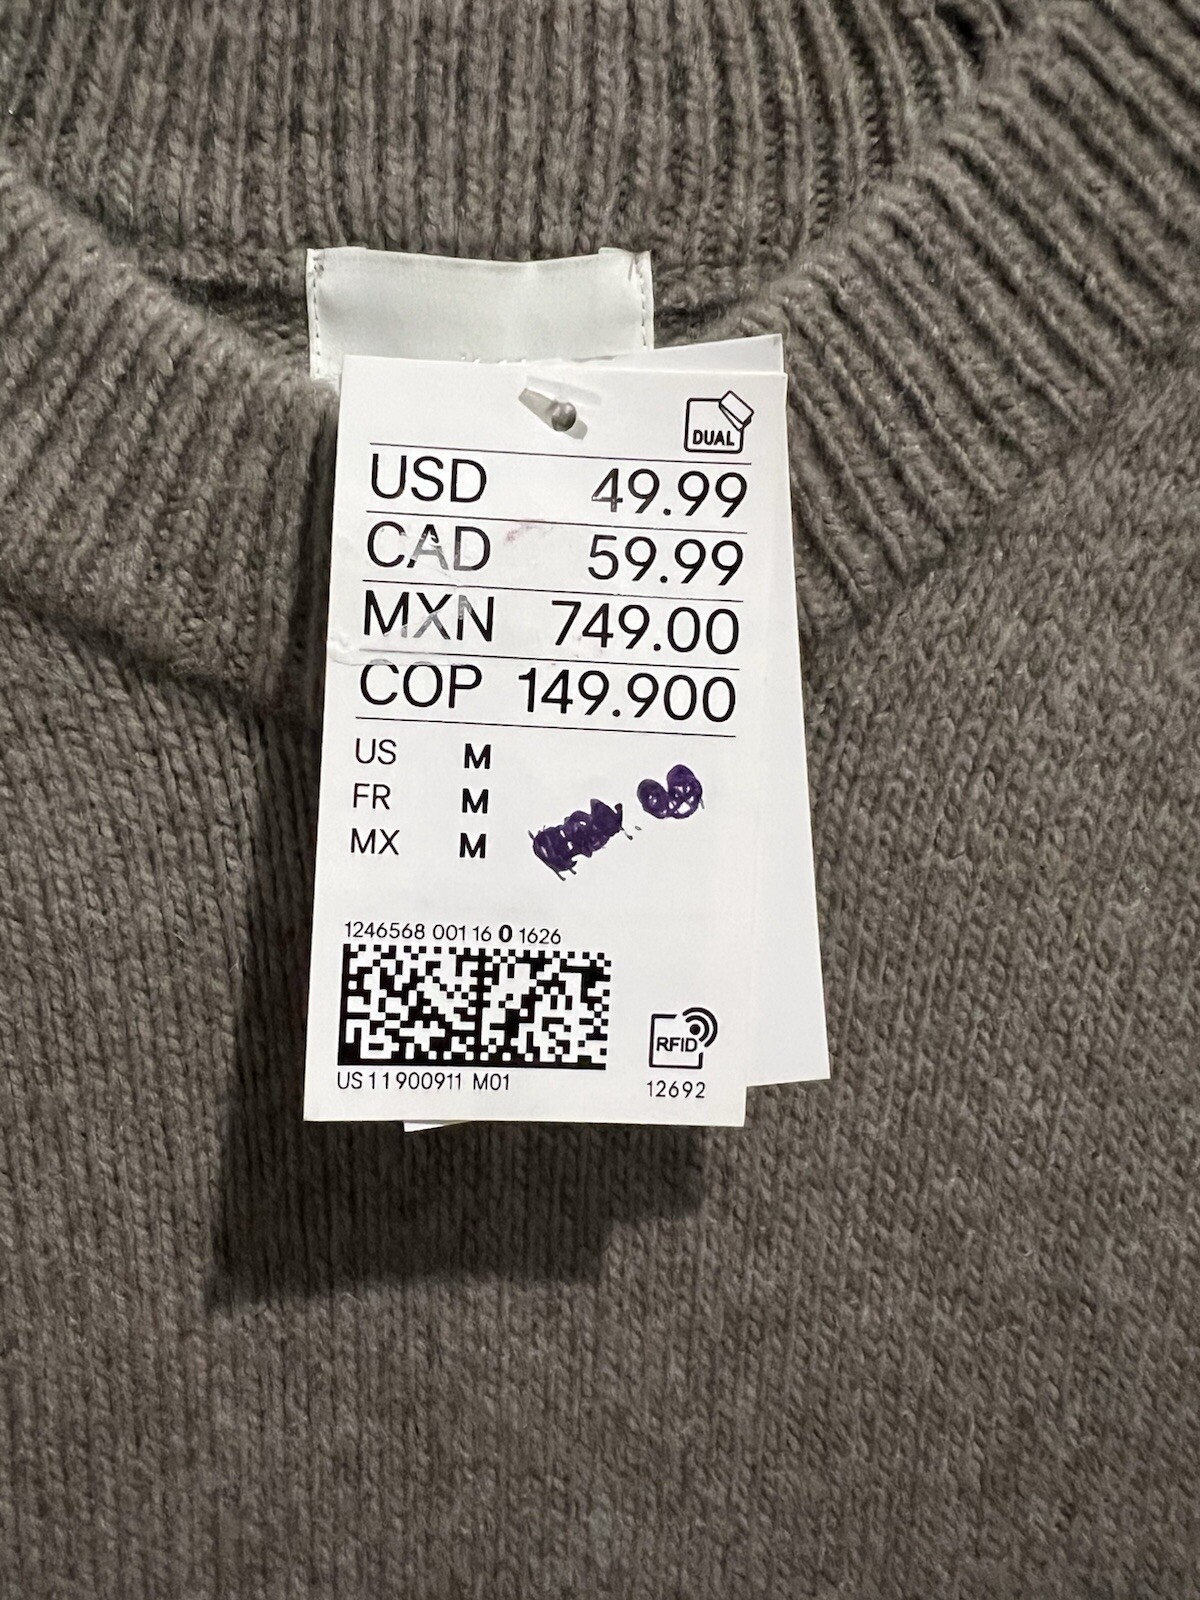 DUAL
USD 49.99
CAD 59.99
MXN 749.00
COP 149.900
US M
FR M
MX M
1246568 001 16 0 1626
US 11900911 M01
RFID
12692